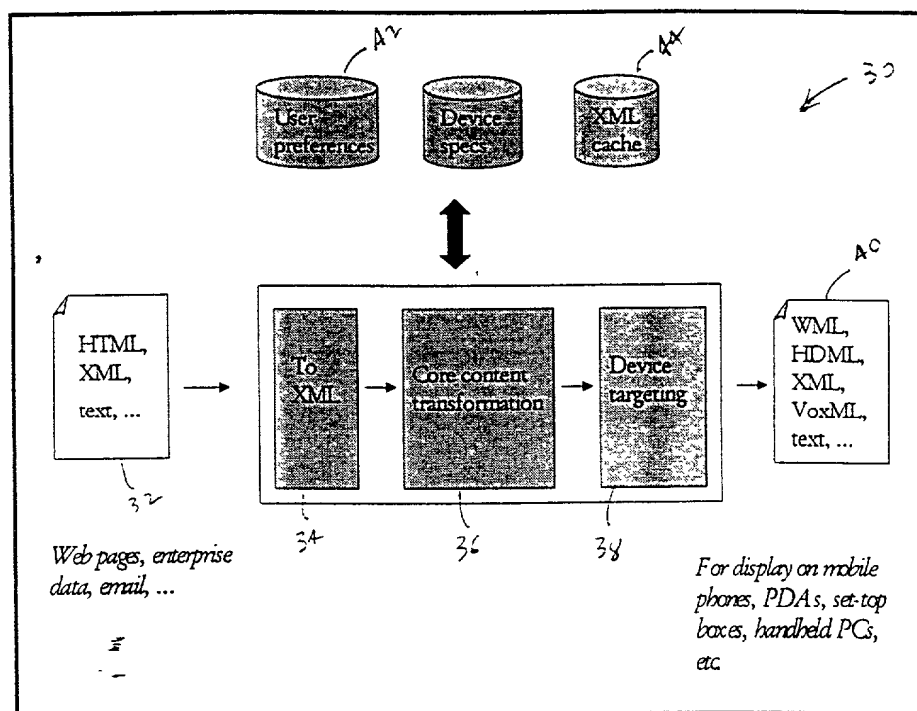 42
44
30
User
preferences
Device
specs
XML
cache
40
HTML,
XML,
text, ...
To
XML
Core content
transformation
Device
targeting
WML,
HDML,
XML,
VoxML,
text, ...
32
34
36
38
Web pages, enterprise
data, email, ...
For display on mobile
phones, PDAs, set-top
boxes, handheld PCs,
etc.